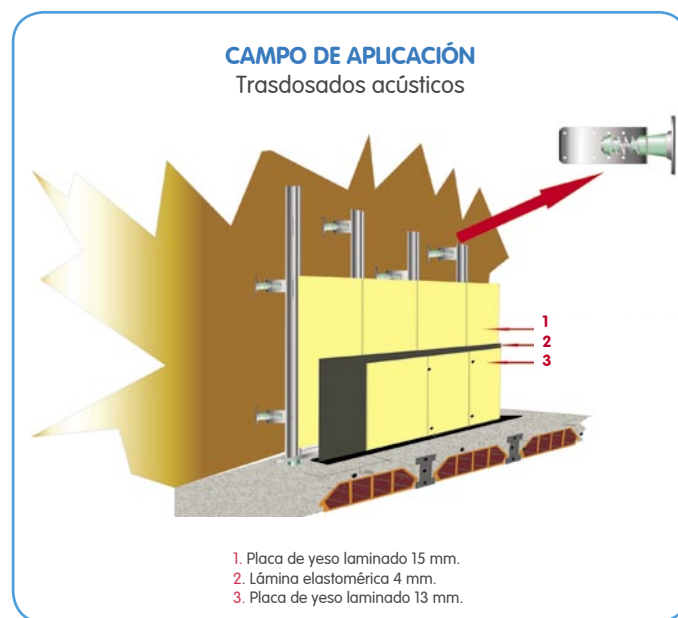 CAMPO DE APLICACIÓN
Trasdosados acústicos
1
2
3
1. Placa de yeso laminado 15 mm.
2. Lámina elastomérica 4 mm.
3. Placa de yeso laminado 13 mm.